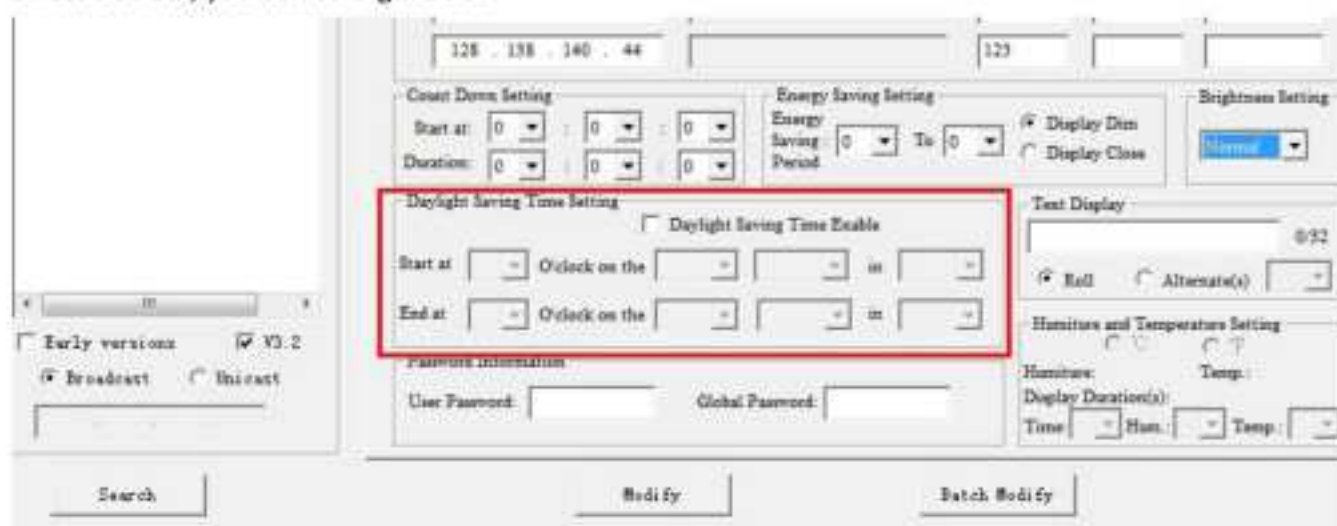 128 . 138 . 140 . 44
123
Count Down Setting
Start at: 0 : 0 : 0
Duration: 0 : 0 : 0
Energy Saving Setting
Energy Saving Period 0 To 0
Display Dim
Display Close
Brightness Setting
Normal
Daylight Saving Time Setting
Daylight Saving Time Enable
Start at O'clock on the in
End at O'clock on the in
Text Display
0/32
Roll Alternate(s)
Early versions V3.2
Broadcast Unicast
Password Information
User Password: Global Password:
Humiture and Temperature Setting
Humiture: Temp.:
Display Duration(s):
Time Hum.: Temp.:
Search
Modify
Batch Modify